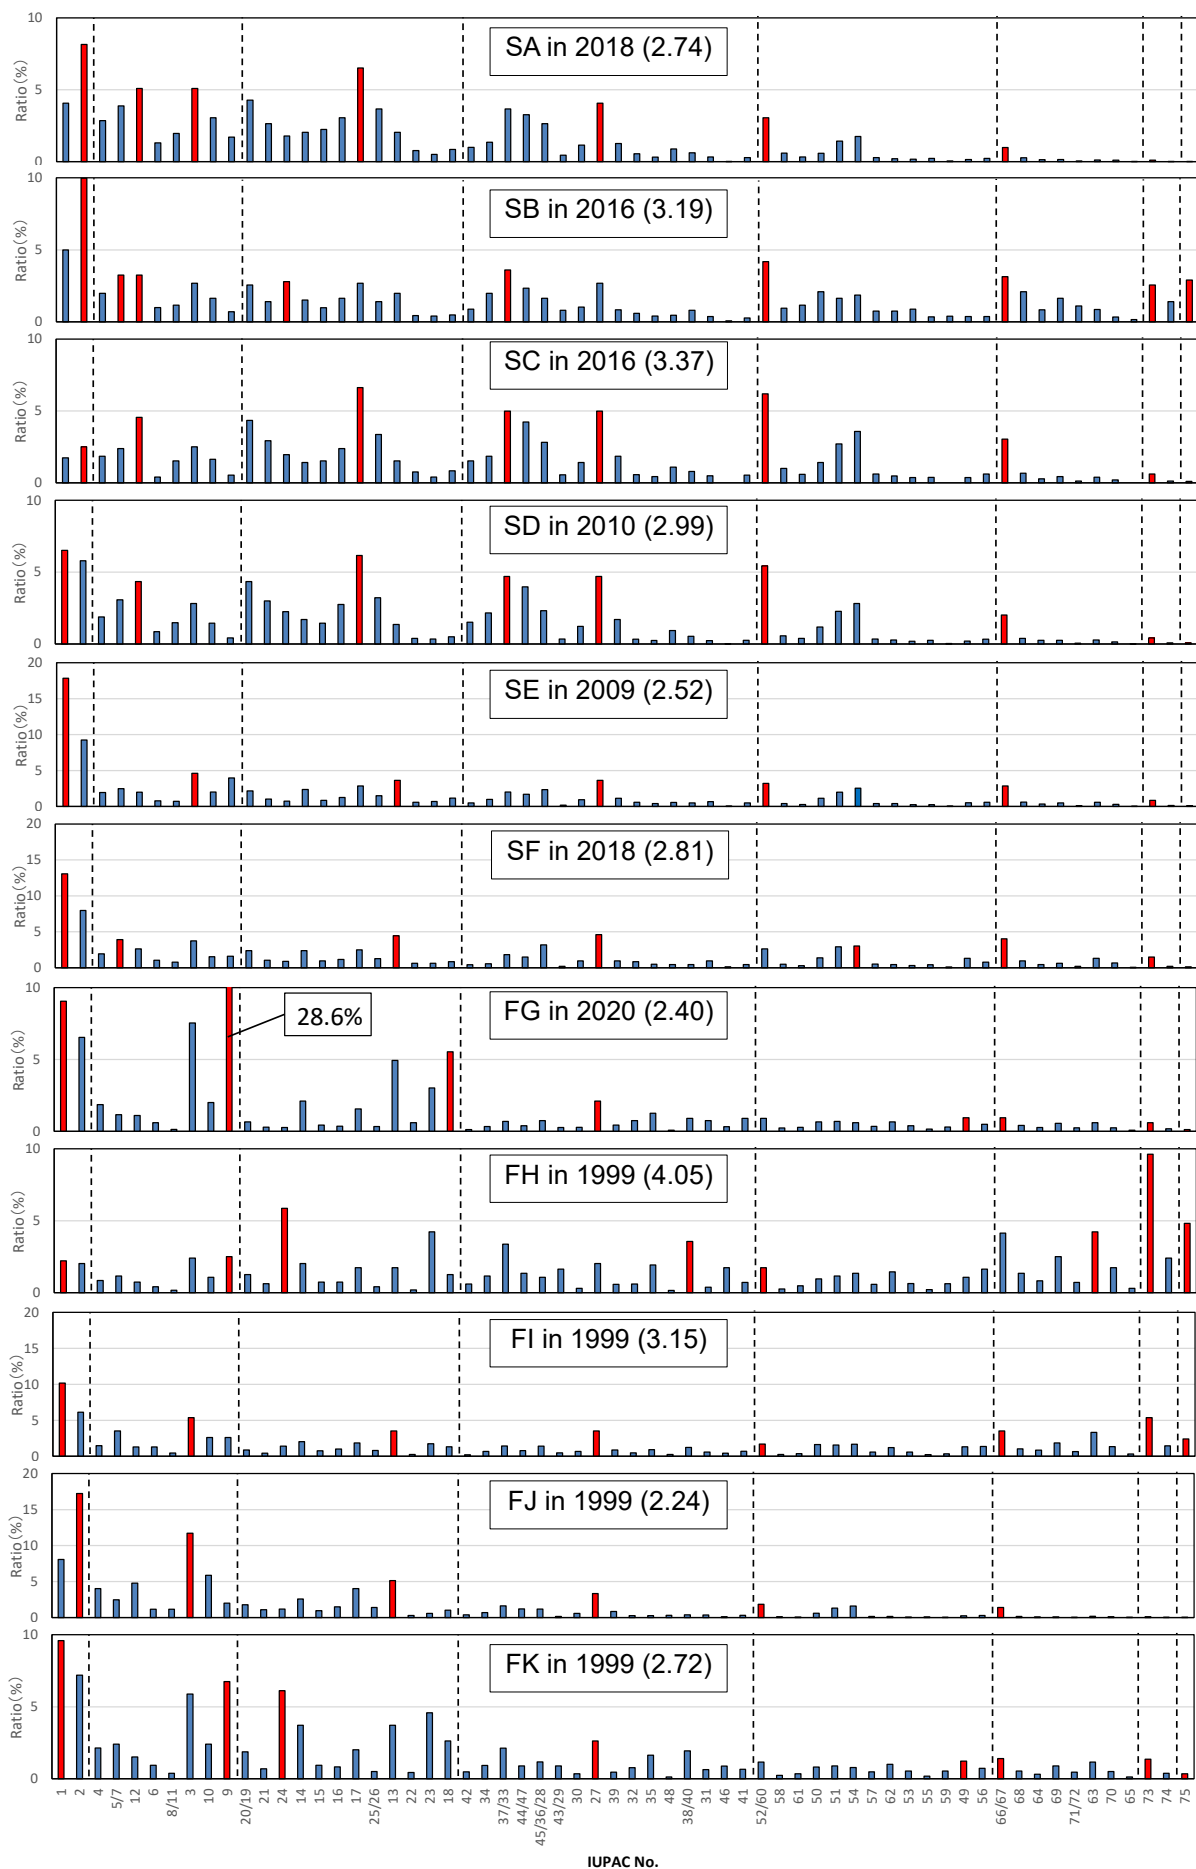 SA in 2018 (2.74)
Ratio(%)
10
5
0
SB in 2016 (3.19)
Ratio(%)
10
5
0
SC in 2016 (3.37)
Ratio(%)
10
5
0
SD in 2010 (2.99)
Ratio(%)
10
5
0
SE in 2009 (2.52)
Ratio(%)
20
15
10
5
0
SF in 2018 (2.81)
Ratio(%)
20
15
10
5
0
FG in 2020 (2.40)
28.6%
Ratio(%)
10
5
0
FH in 1999 (4.05)
Ratio(%)
10
5
0
FI in 1999 (3.15)
Ratio(%)
20
15
10
5
0
FJ in 1999 (2.24)
Ratio(%)
20
15
10
5
0
FK in 1999 (2.72)
Ratio(%)
10
5
0
1 2 4 5/7 12 6 8/11 3 10 9 20/19 21 24 14 15 16 17 25/26 13 22 23 18 42 34 37/33 44/47 45/36/28 43/29 30 27 39 32 35 48 38/40 31 46 41 52/60 58 61 50 51 54 57 62 53 55 59 49 56 66/67 68 64 69 71/72 63 70 65 73 74 75
IUPAC No.